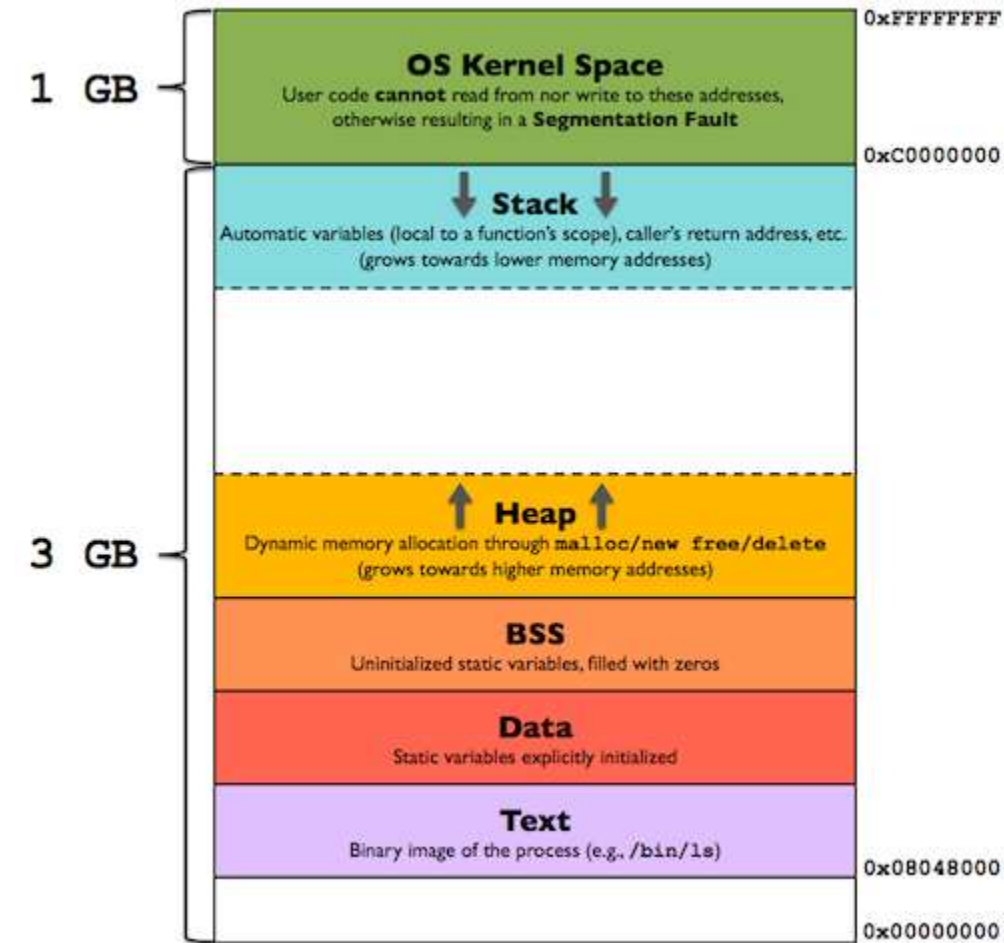 0xFFFFFFFF
OS Kernel Space
1 GB
User code cannot read from nor write to these addresses,
otherwise resulting in a Segmentation Fault
0xC0000000
Stack
Automatic variables (local to a function's scope), caller's return address, etc.
(grows towards lower memory addresses)
Heap
3 GB
Dynamic memory allocation through malloc/new free/delete
(grows towards higher memory addresses)
BSS
Uninitialized static variables, filled with zeros
Data
Static variables explicitly initialized
Text
Binary image of the process (e.g., /bin/ls)
0x08048000
0x00000000